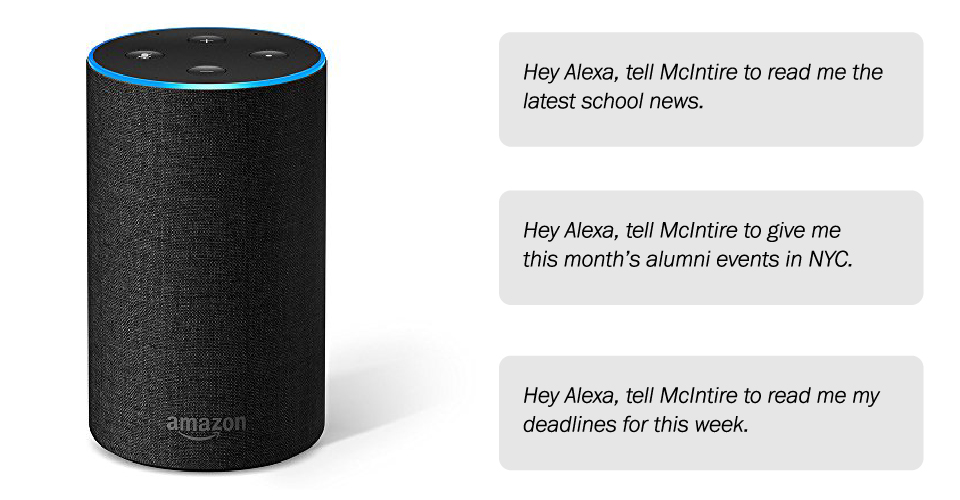 amazon
Hey Alexa, tell McIntire to read me the
latest school news.
Hey Alexa, tell McIntire to give me
this month's alumni events in NYC.
Hey Alexa, tell McIntire to read me my
deadlines for this week.